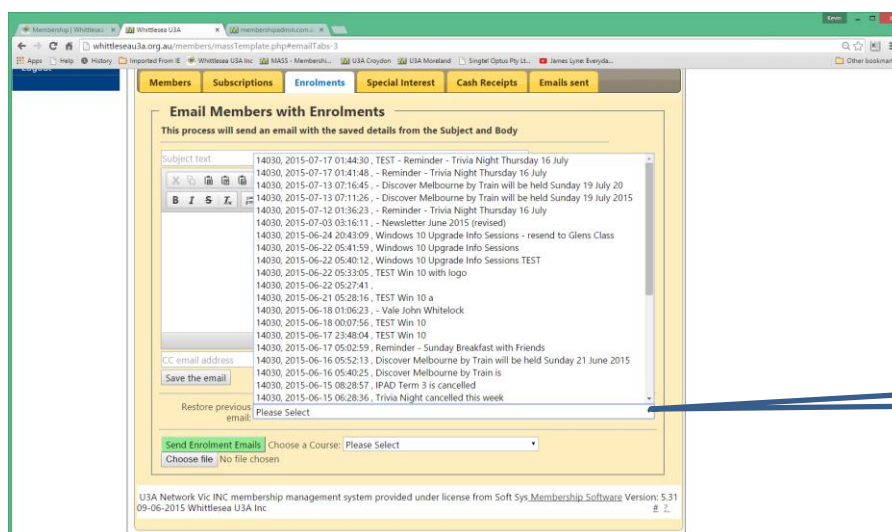 Kevin
Membership | Whittlesea
Whittlesea U3A
membershipadmin.com.a
whittleseau3a.org.au/members/massTemplate.php#emailTabs-3
Apps Help History Imported From IE Whittlesea U3A Inc MASS - Membershi... U3A Croydon U3A Moreland Singtel Optus Pty Lt... James Lyne: Everyda... Other bookmar
Logout
Members Subscriptions Enrolments Special Interest Cash Receipts Emails sent
Email Members with Enrolments
This process will send an email with the saved details from the Subject and Body
Subject text
B I S Tx
14030, 2015-07-17 01:44:30 , TEST - Reminder - Trivia Night Thursday 16 July
14030, 2015-07-17 01:41:48 , - Reminder - Trivia Night Thursday 16 July
14030, 2015-07-13 07:16:45 , - Discover Melbourne by Train will be held Sunday 19 July 20
14030, 2015-07-13 07:11:26 , - Discover Melbourne by Train will be held Sunday 19 July 2015
14030, 2015-07-12 01:36:23 , - Reminder - Trivia Night Thursday 16 July
14030, 2015-07-03 03:16:11 , - Newsletter June 2015 (revised)
14030, 2015-06-24 20:43:09 , Windows 10 Upgrade Info Sessions - resend to Glens Class
14030, 2015-06-22 05:41:59 , Windows 10 Upgrade Info Sessions
14030, 2015-06-22 05:40:12 , Windows 10 Upgrade Info Sessions TEST
14030, 2015-06-22 05:33:05 , TEST Win 10 with logo
14030, 2015-06-22 05:27:41 ,
14030, 2015-06-21 05:28:16 , TEST Win 10 a
14030, 2015-06-18 01:06:23 , - Vale John Whitelock
14030, 2015-06-18 00:07:56 , TEST Win 10
14030, 2015-06-17 23:48:04 , TEST Win 10
14030, 2015-06-17 05:02:59 , Reminder - Sunday Breakfast with Friends
14030, 2015-06-16 05:52:13 , Discover Melbourne by Train will be held Sunday 21 June 2015
14030, 2015-06-16 05:40:25 , Discover Melbourne by Train is
14030, 2015-06-15 08:28:57 , IPAD Term 3 is cancelled
14030, 2015-06-15 06:28:36 , Trivia Night cancelled this week
CC email address
Save the email
Restore previous email: Please Select
Send Enrolment Emails Choose a Course: Please Select
Choose file No file chosen
U3A Network Vic INC membership management system provided under license from Soft Sys Membership Software Version: 5.31
09-06-2015 Whittlesea U3A Inc # ?